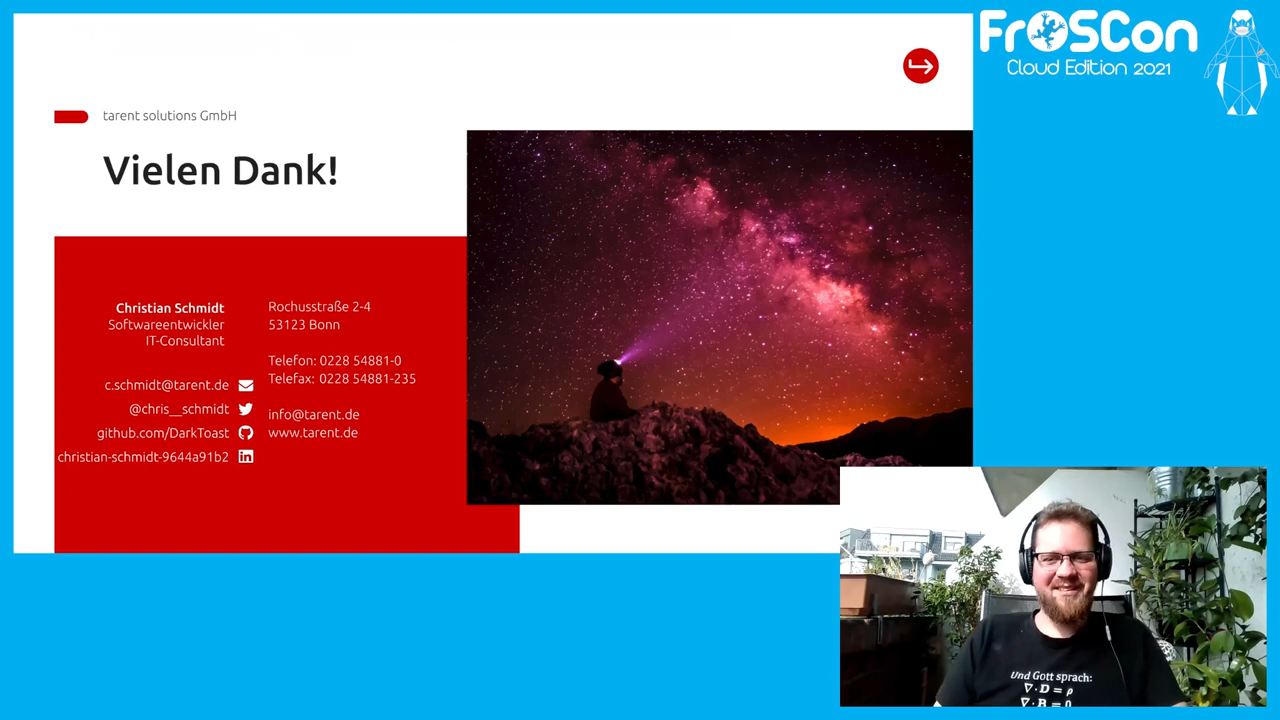 FrOSCon
Cloud Edition 2021
tarent solutions GmbH
Vielen Dank!
Christian Schmidt
Softwareentwickler
IT-Consultant
c.schmidt@tarent.de
@chris__schmidt
github.com/DarkToast
christian-schmidt-9644a91b2
Rochusstraße 2-4
53123 Bonn
Telefon: 0228 54881-0
Telefax: 0228 54881-235
info@tarent.de
www.tarent.de
Und Gott sprach:
∇·D = ρ
∇·B = 0